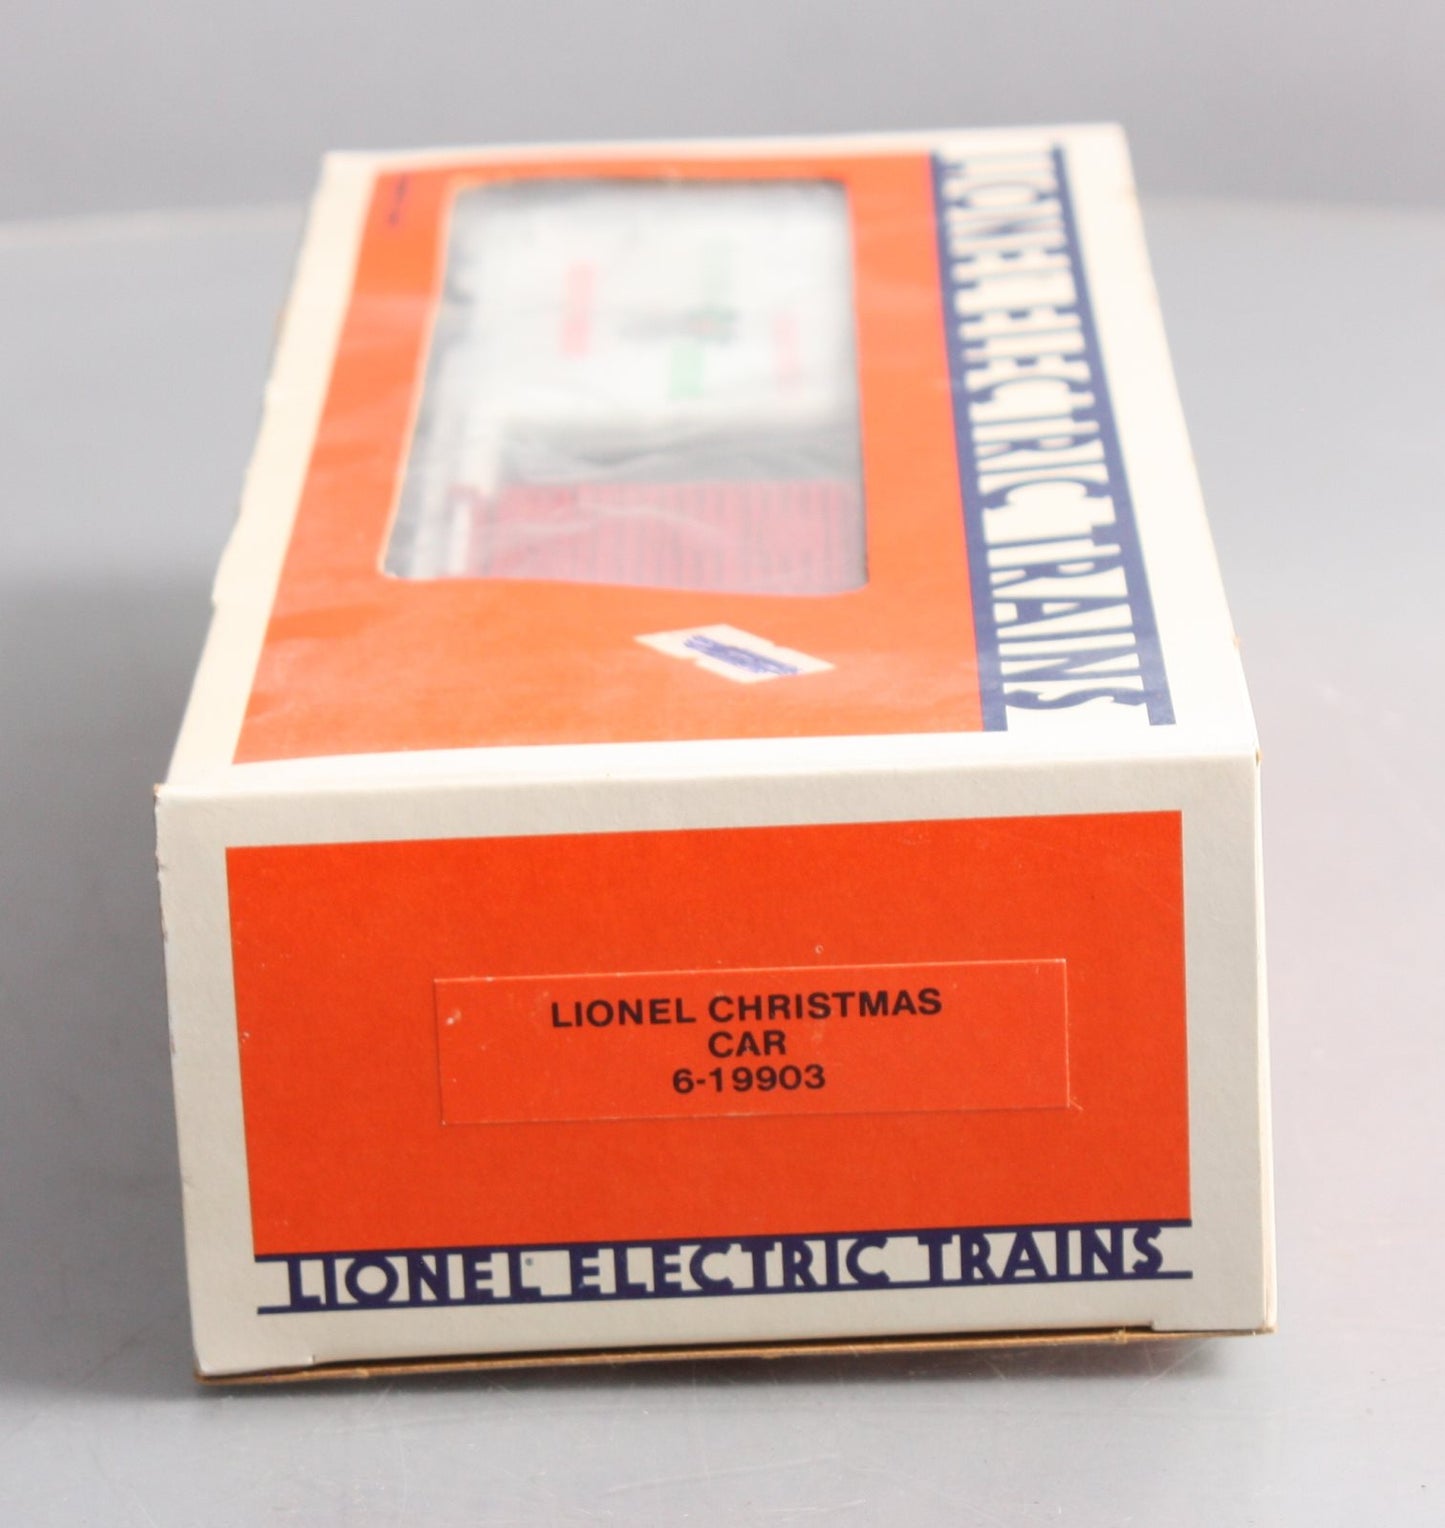 LIONEL ELECTRIC TRAINS
LIONEL CHRISTMAS
CAR
6-19903
LIONEL® ELECTRIC TRAINS